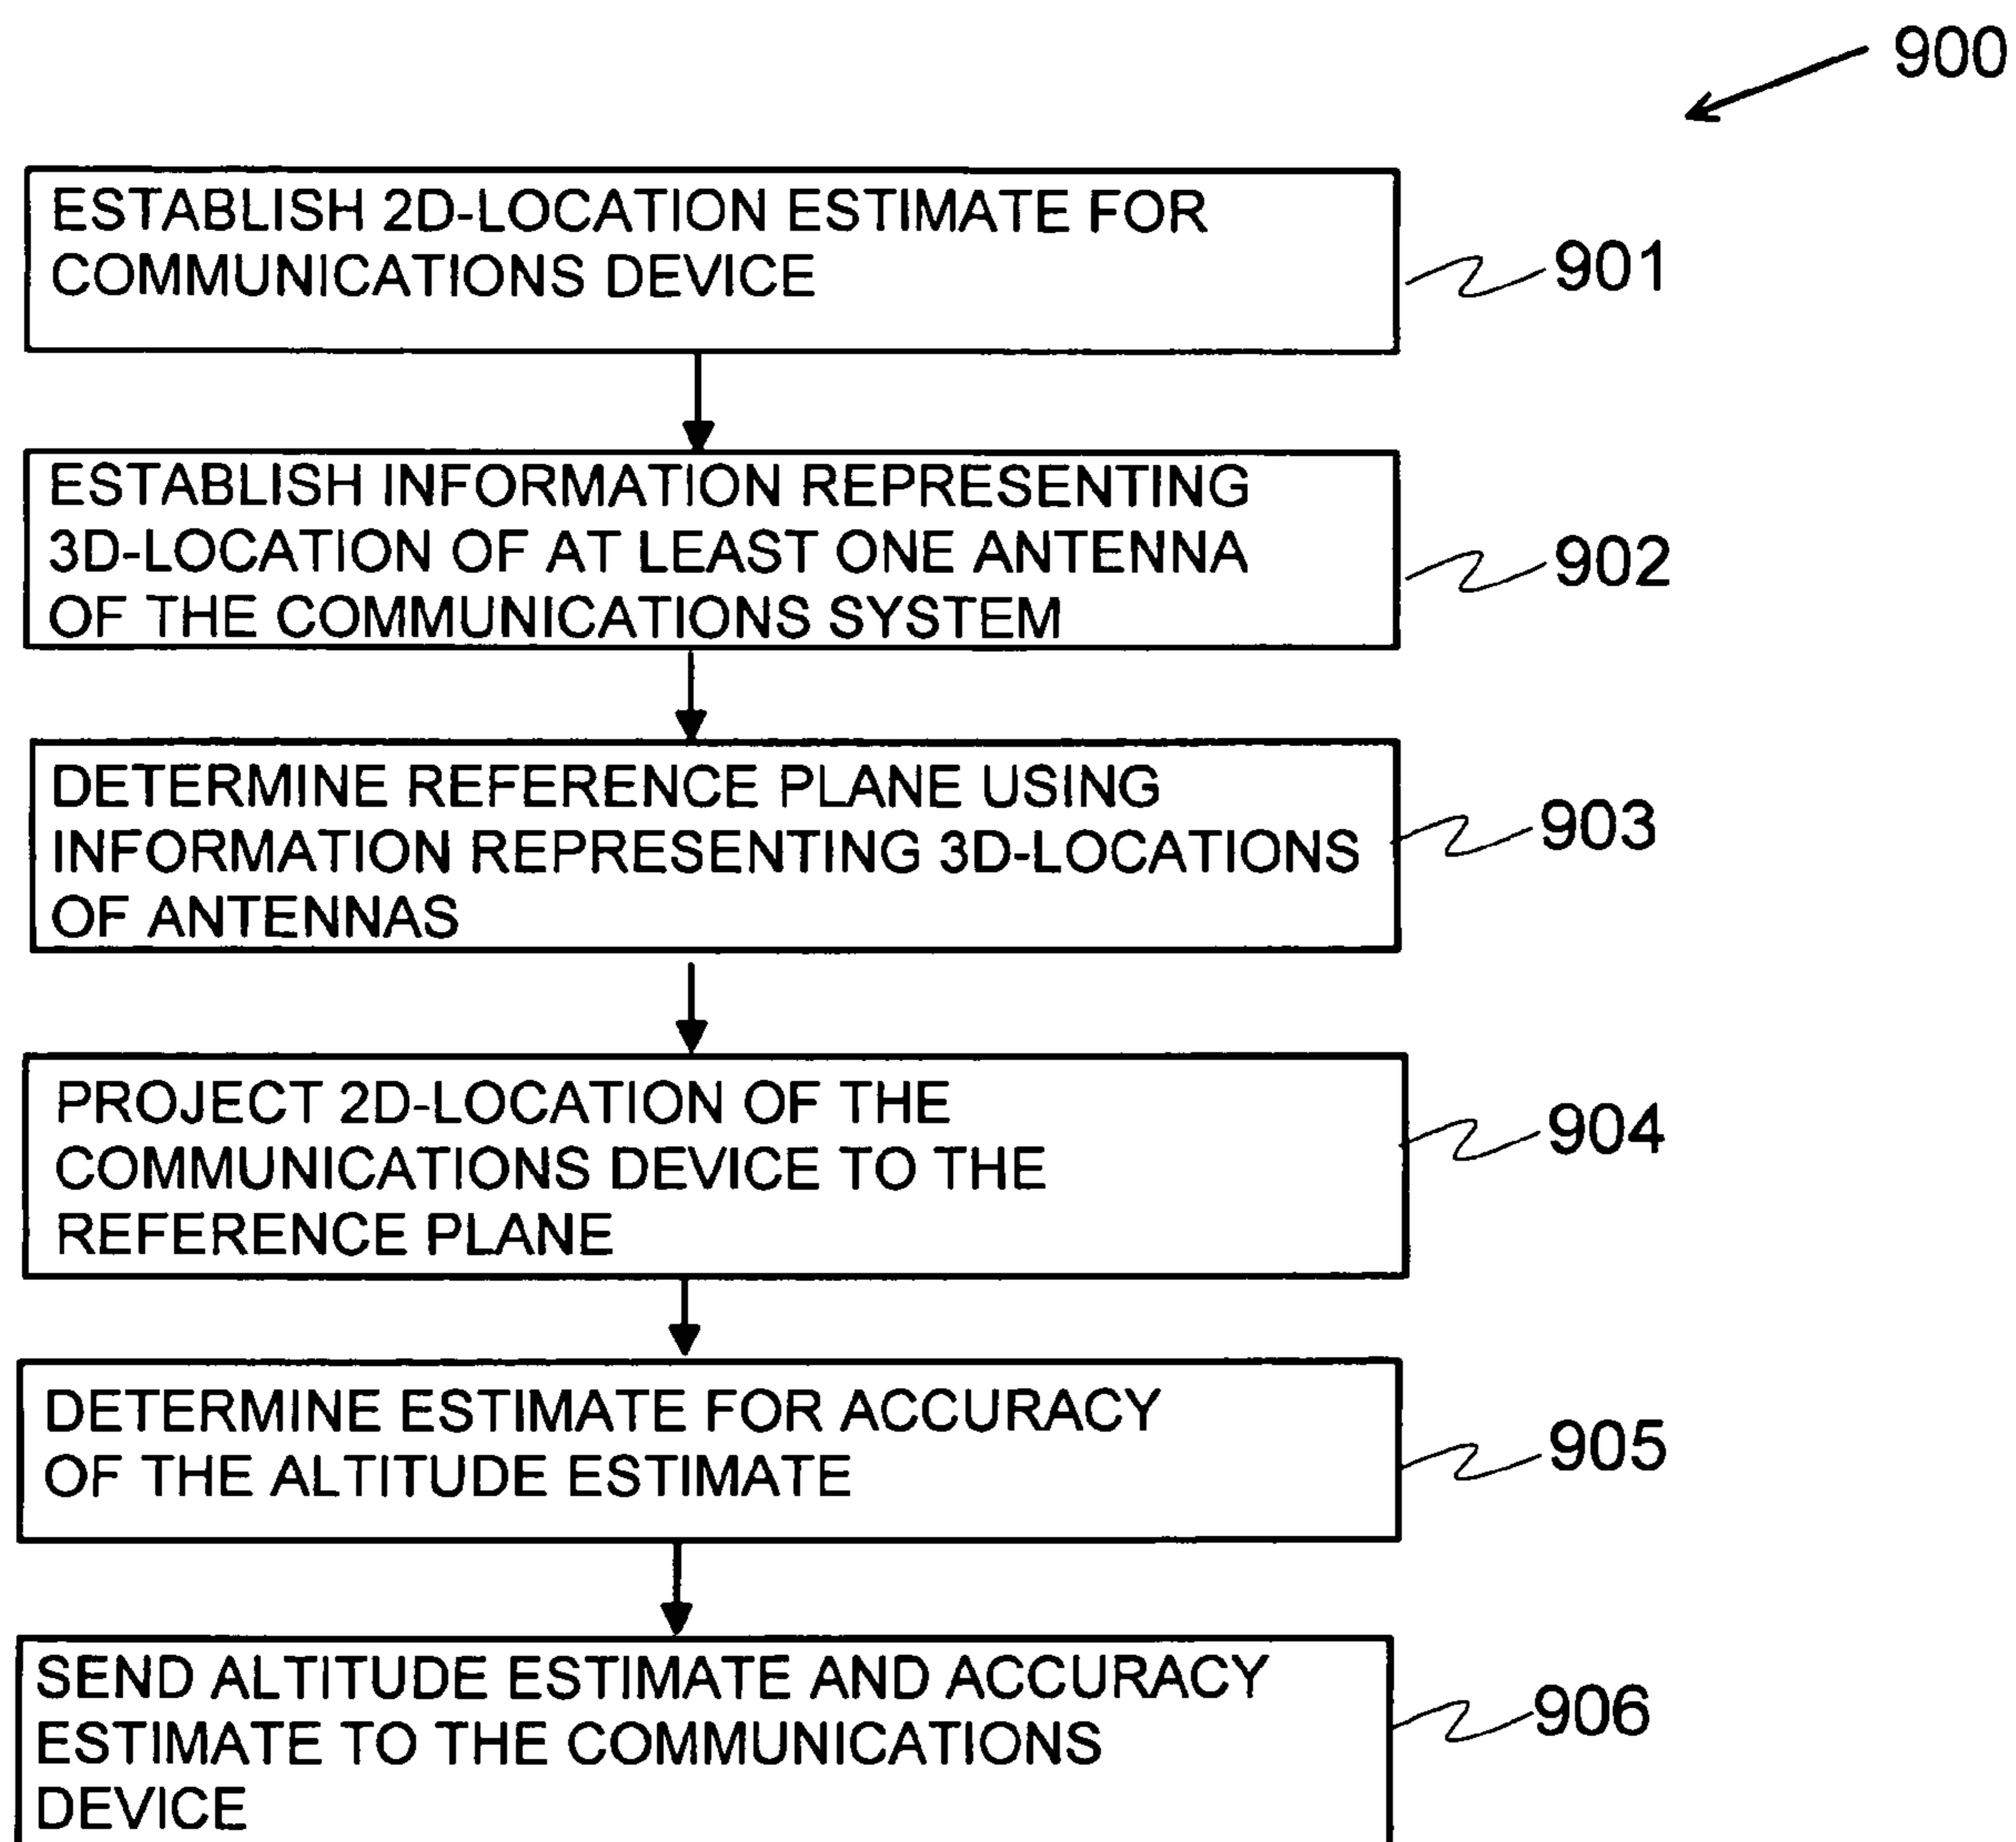 900
ESTABLISH 2D-LOCATION ESTIMATE FOR
COMMUNICATIONS DEVICE
901
ESTABLISH INFORMATION REPRESENTING
3D-LOCATION OF AT LEAST ONE ANTENNA
OF THE COMMUNICATIONS SYSTEM
902
DETERMINE REFERENCE PLANE USING
INFORMATION REPRESENTING 3D-LOCATIONS
OF ANTENNAS
903
PROJECT 2D-LOCATION OF THE
COMMUNICATIONS DEVICE TO THE
REFERENCE PLANE
904
DETERMINE ESTIMATE FOR ACCURACY
OF THE ALTITUDE ESTIMATE
905
SEND ALTITUDE ESTIMATE AND ACCURACY
ESTIMATE TO THE COMMUNICATIONS
DEVICE
906